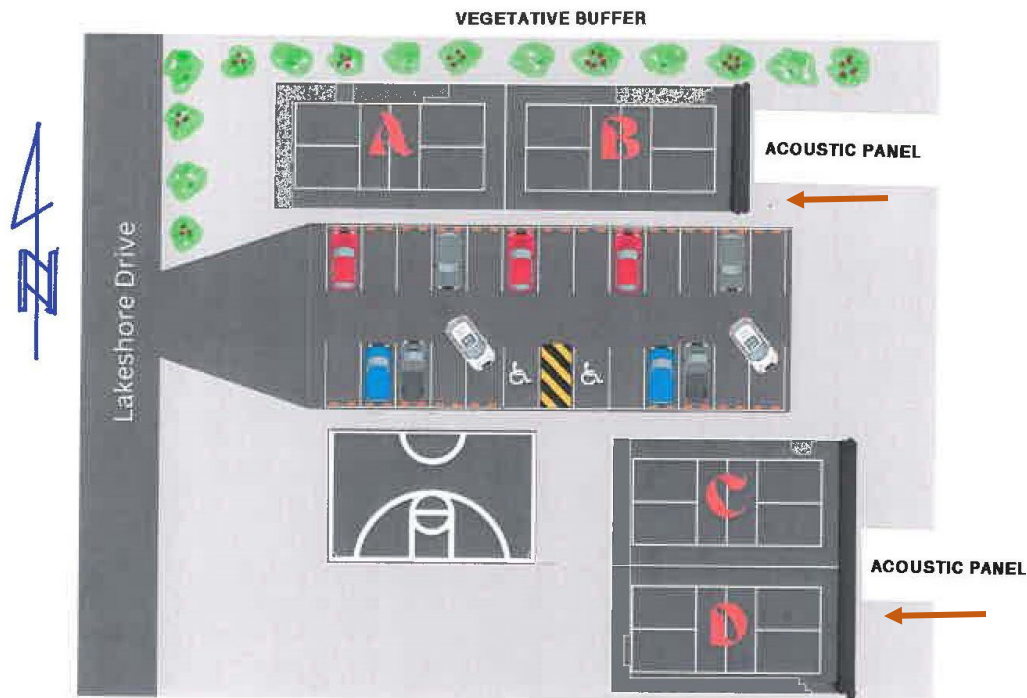 VEGETATIVE BUFFER
A
B
ACOUSTIC PANEL
N
Lakeshore Drive
C
D
ACOUSTIC PANEL